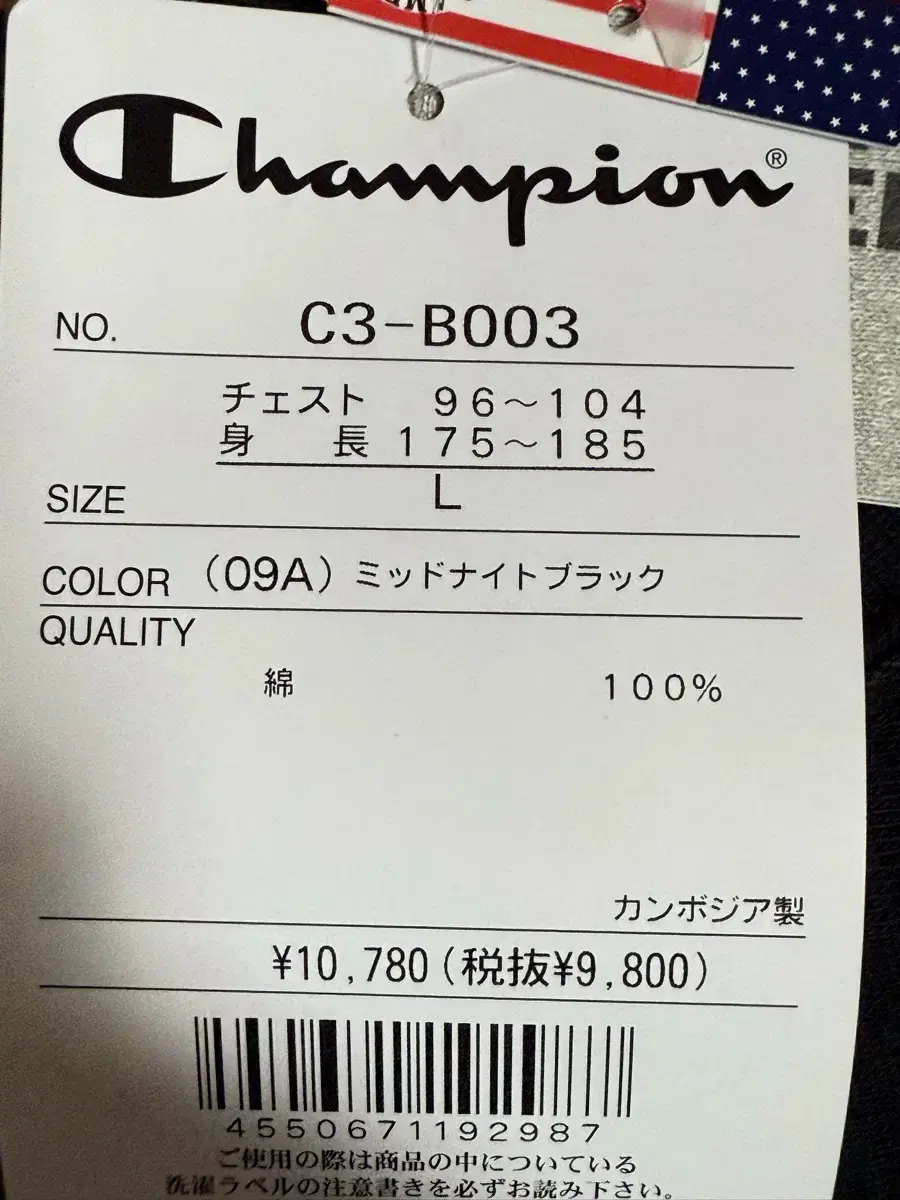 Champion®
NO. C3-B003
チェスト 96～104
身長 175～185
SIZE L
COLOR (09A) ミッドナイトブラック
QUALITY
綿 100%
カンボジア製
¥10,780(税抜¥9,800)
4550671192987
ご使用の際は商品の中についている
洗濯ラベルの注意書きを必ずお読み下さい。